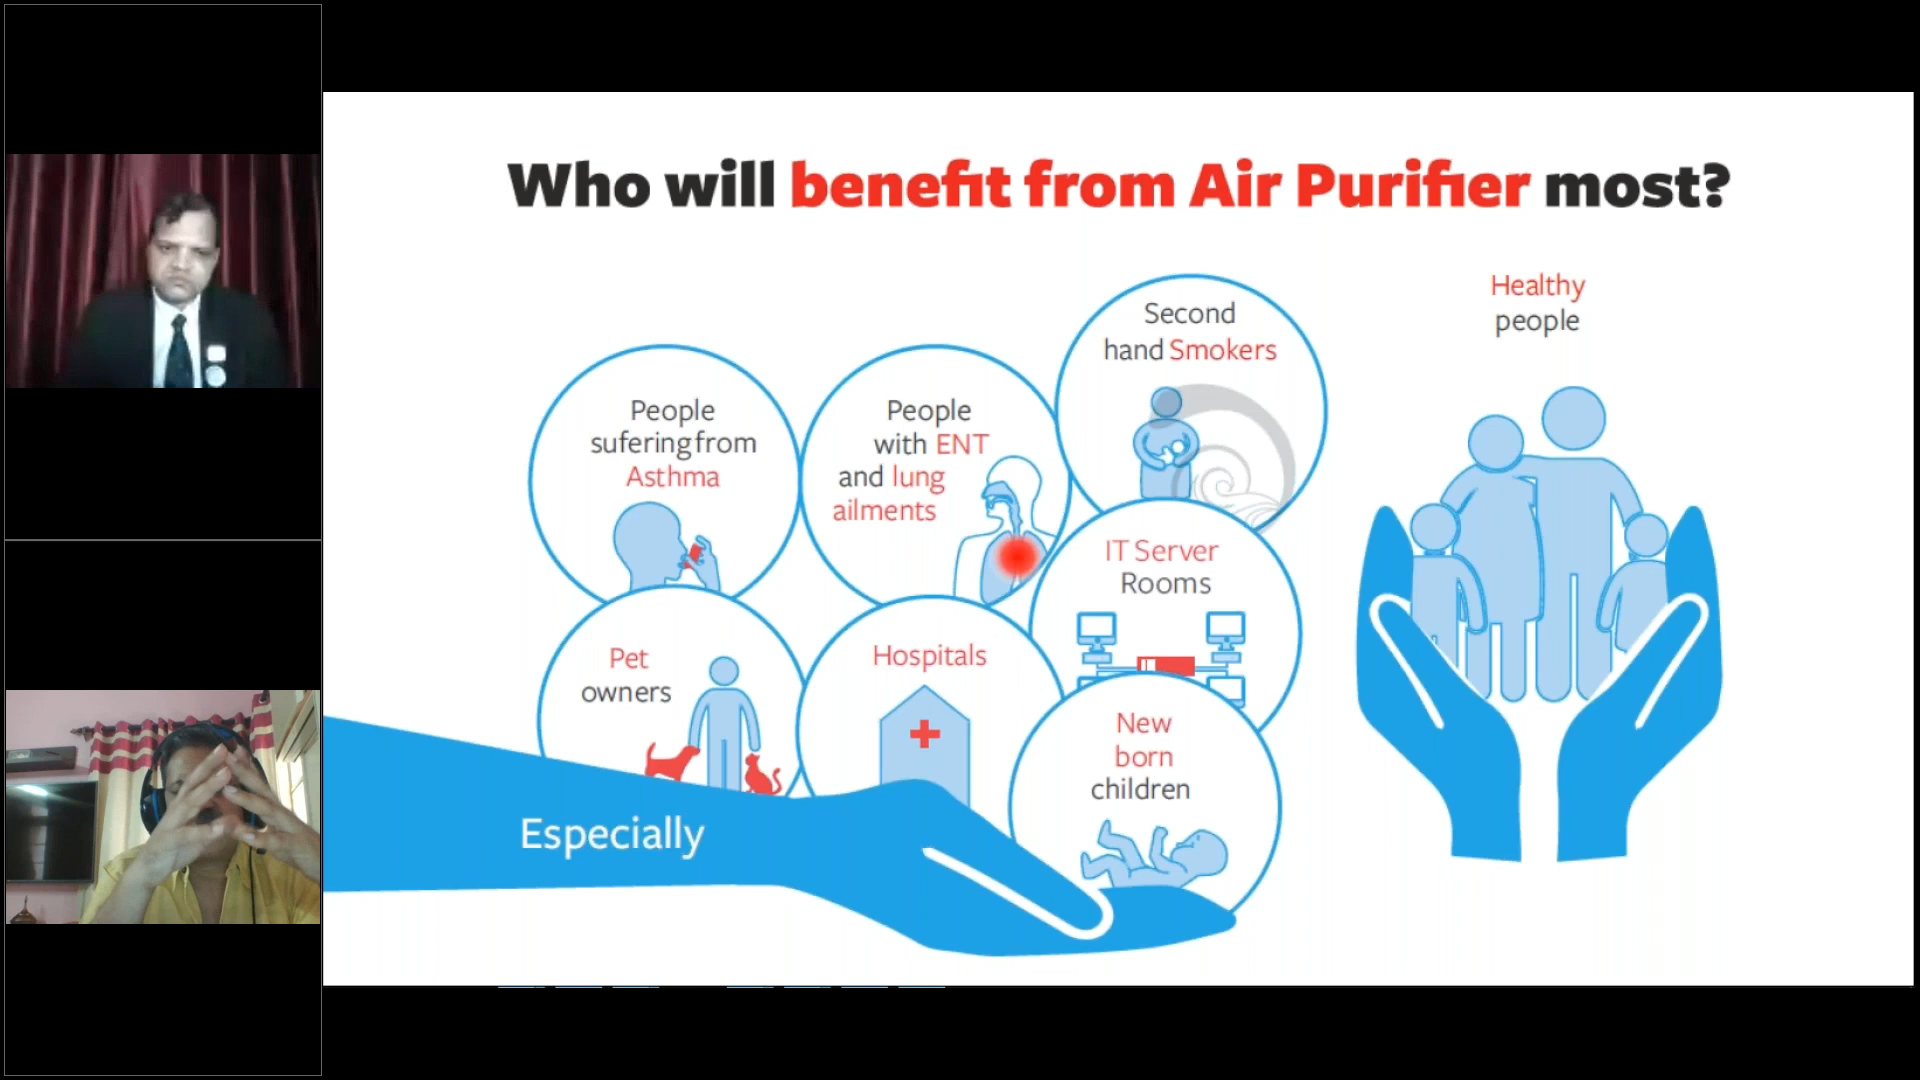 Who will benefit from Air Purifier most?
Second
hand Smokers
Healthy
people
People
sufering from
Asthma
People
with ENT
and lung
ailments
IT Server
Rooms
Pet
owners
Hospitals
New
born
children
Especially